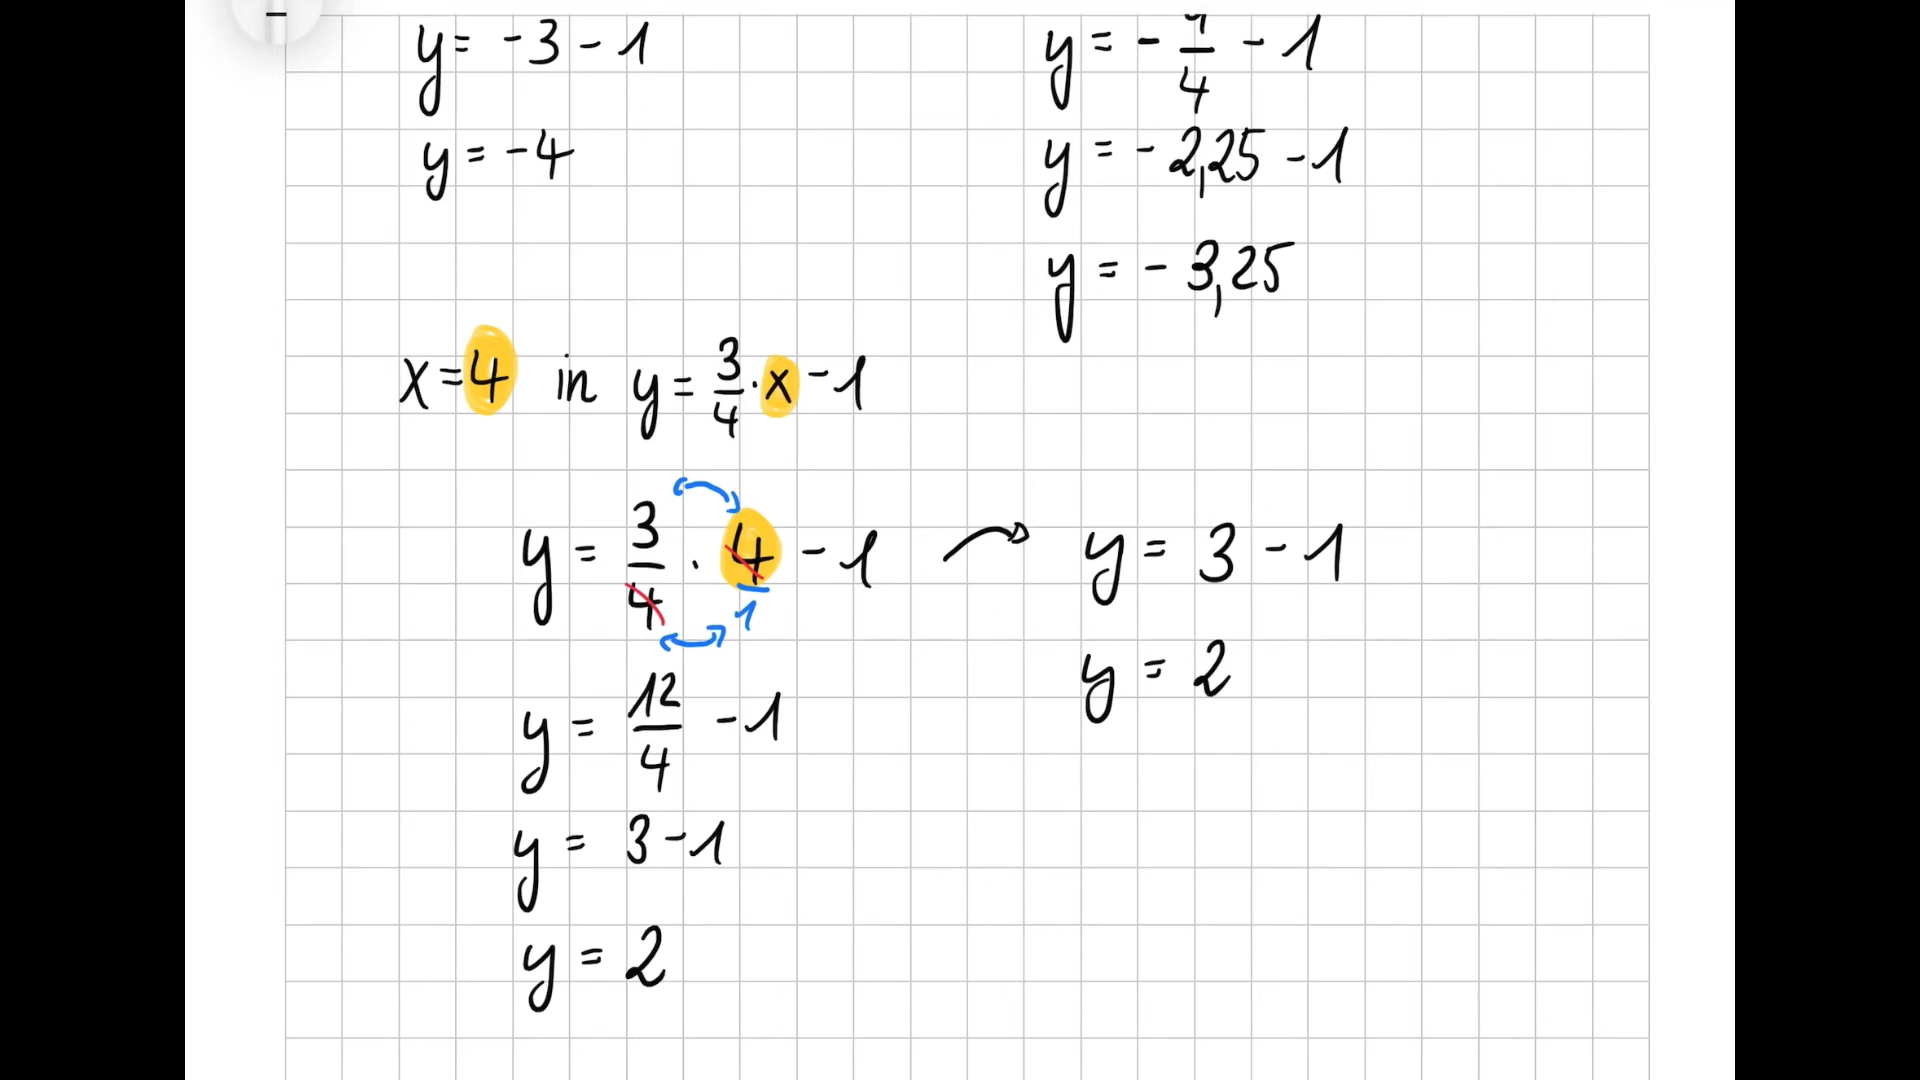 y = -3 - 1
y = -4
y = - 9/4 - 1
y = - 2,25 - 1
y = - 3,25
x = 4 in y = 3/4 · x - 1
y = 3/4 · 4/1 - 1
y = 12/4 - 1
y = 3 - 1
y = 2
y = 3 - 1
y = 2